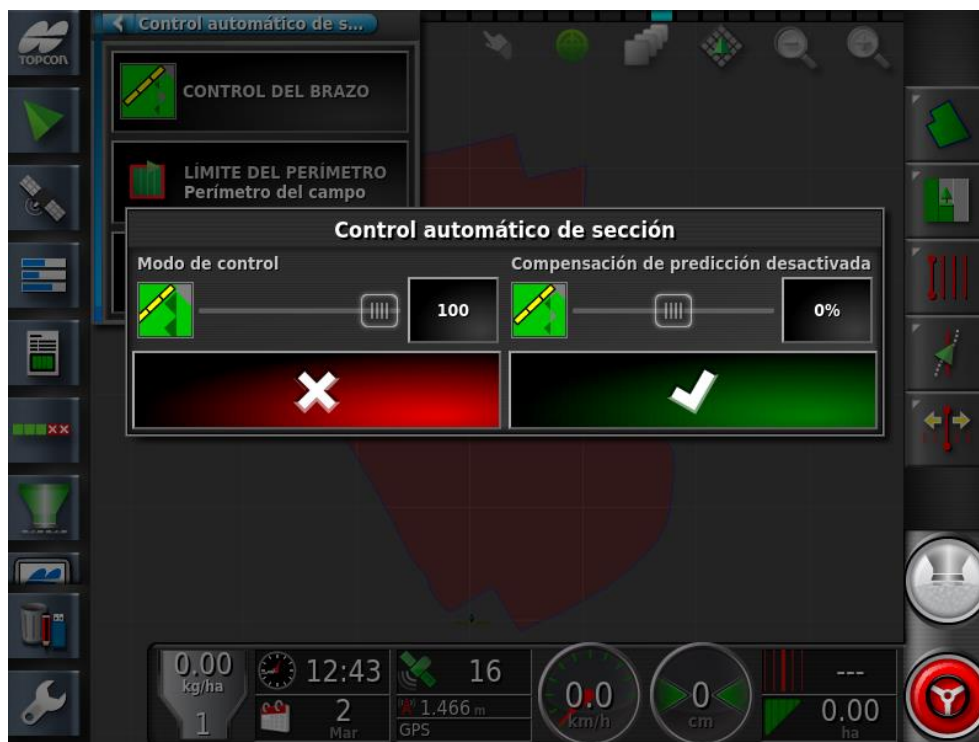 TOPCON
Control automático de s...
CONTROL DEL BRAZO
LÍMITE DEL PERÍMETRO
Perímetro del campo
Control automático de sección
Modo de control
Compensación de predicción desactivada
100
0%
0.00
kg/ha
1
12:43
2
Mar
16
1.466 m
GPS
0.0
km/h
0
cm
---
0.00
ha